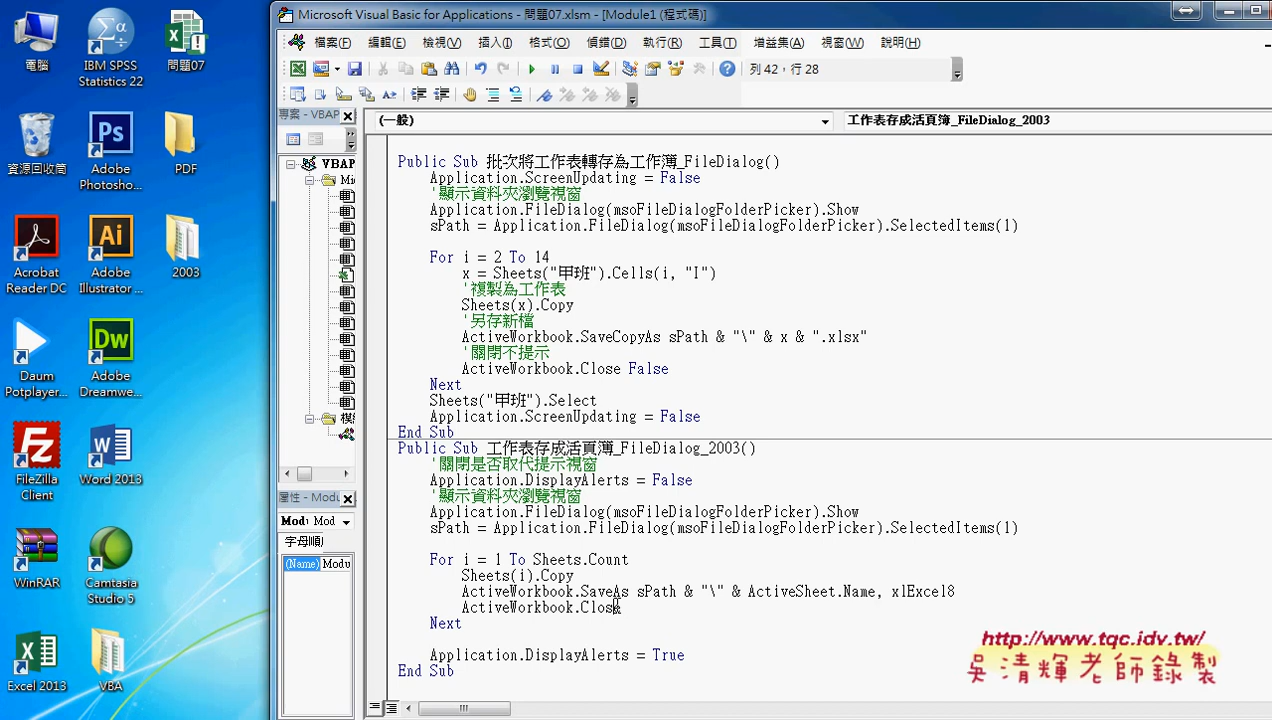 Microsoft Visual Basic for Applications - 問題07.xlsm - [Module1 (程式碼)]
檔案(F) 編輯(E) 檢視(V) 插入(I) 格式(O) 偵錯(D) 執行(R) 工具(T) 增益集(A) 視窗(W) 說明(H)
列 42，行 28
專案 - VBAP
(一般)
工作表存成活頁簿_FileDialog_2003
VBAP
Mi
模
屬性 - Modu
Modu Mod
字母順
(Name) Modu
Public Sub 批次將工作表轉存為工作簿_FileDialog()
Application.ScreenUpdating = False
'顯示資料夾瀏覽視窗
Application.FileDialog(msoFileDialogFolderPicker).Show
sPath = Application.FileDialog(msoFileDialogFolderPicker).SelectedItems(1)
For i = 2 To 14
x = Sheets("甲班").Cells(i, "I")
'複製為工作表
Sheets(x).Copy
'另存新檔
ActiveWorkbook.SaveCopyAs sPath & "\" & x & ".xlsx"
'關閉不提示
ActiveWorkbook.Close False
Next
Sheets("甲班").Select
Application.ScreenUpdating = False
End Sub
Public Sub 工作表存成活頁簿_FileDialog_2003()
'關閉是否取代提示視窗
Application.DisplayAlerts = False
'顯示資料夾瀏覽視窗
Application.FileDialog(msoFileDialogFolderPicker).Show
sPath = Application.FileDialog(msoFileDialogFolderPicker).SelectedItems(1)
For i = 1 To Sheets.Count
Sheets(i).Copy
ActiveWorkbook.SaveAs sPath & "\" & ActiveSheet.Name, xlExcel8
ActiveWorkbook.Close
Next
Application.DisplayAlerts = True
End Sub
電腦
IBM SPSS
Statistics 22
問題07
資源回收筒
Adobe
Photosho...
PDF
Acrobat
Reader DC
Adobe
Illustrator ...
2003
Daum
Potplayer...
Adobe
Dreamwe...
FileZilla
Client
Word 2013
WinRAR
Camtasia
Studio 5
Excel 2013
VBA
http://www.tqc.idv.tw/
吳清輝老師錄製